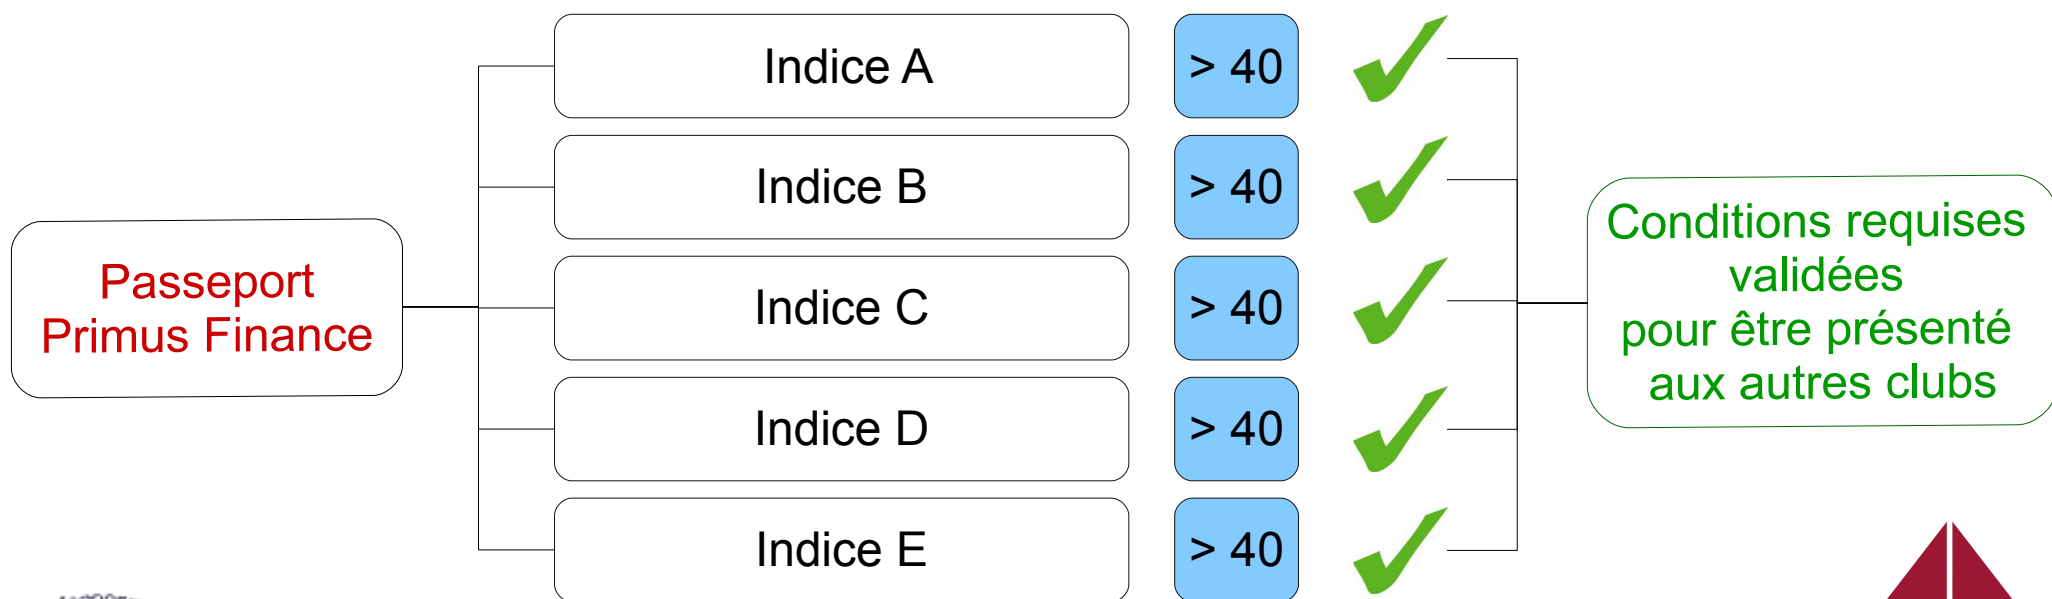 Passeport
Primus Finance
Indice A
> 40
Indice B
> 40
Indice C
> 40
Indice D
> 40
Indice E
> 40
Conditions requises
validées
pour être présenté
aux autres clubs